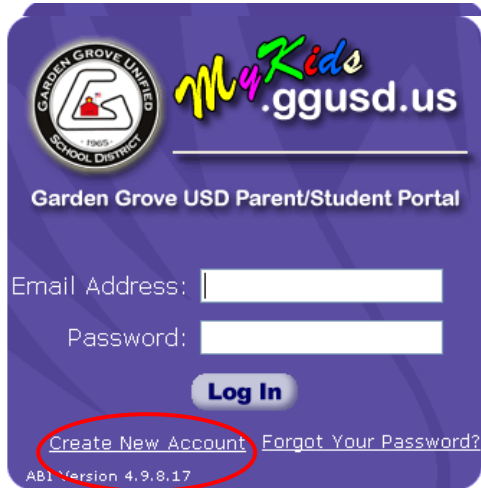 GARDEN GROVE UNIFIED
· 1965 ·
SCHOOL DISTRICT
MyKids
.ggusd.us
Garden Grove USD Parent/Student Portal
Email Address:
Password:
Log In
Create New Account Forgot Your Password?
ABI Version 4.9.8.17